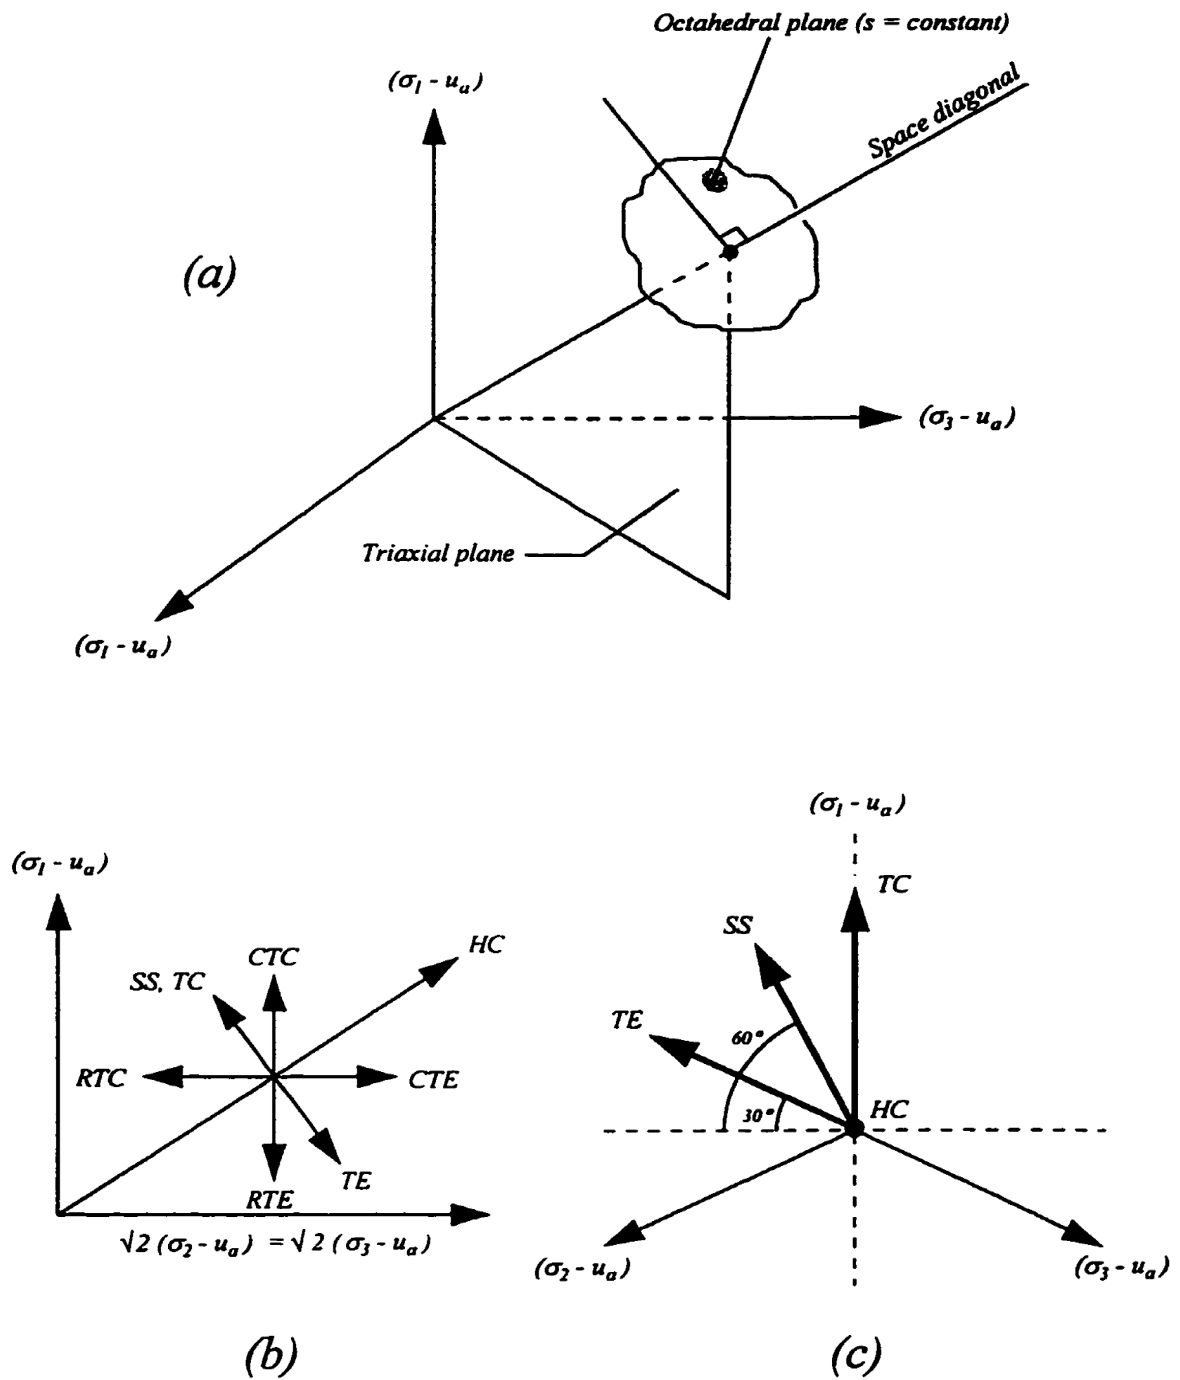 Octahedral plane (s = constant)
(σ₁ - uₐ)
Space diagonal
(a)
(σ₃ - uₐ)
Triaxial plane
(σ₁ - uₐ)
(σ₁ - uₐ)
(σ₁ - uₐ)
TC
SS
HC
CTC
SS, TC
TE
60°
RTC
CTE
30°
HC
TE
RTE
√2 (σ₂ - uₐ) = √2 (σ₃ - uₐ)
(σ₂ - uₐ)
(σ₃ - uₐ)
(b)
(c)